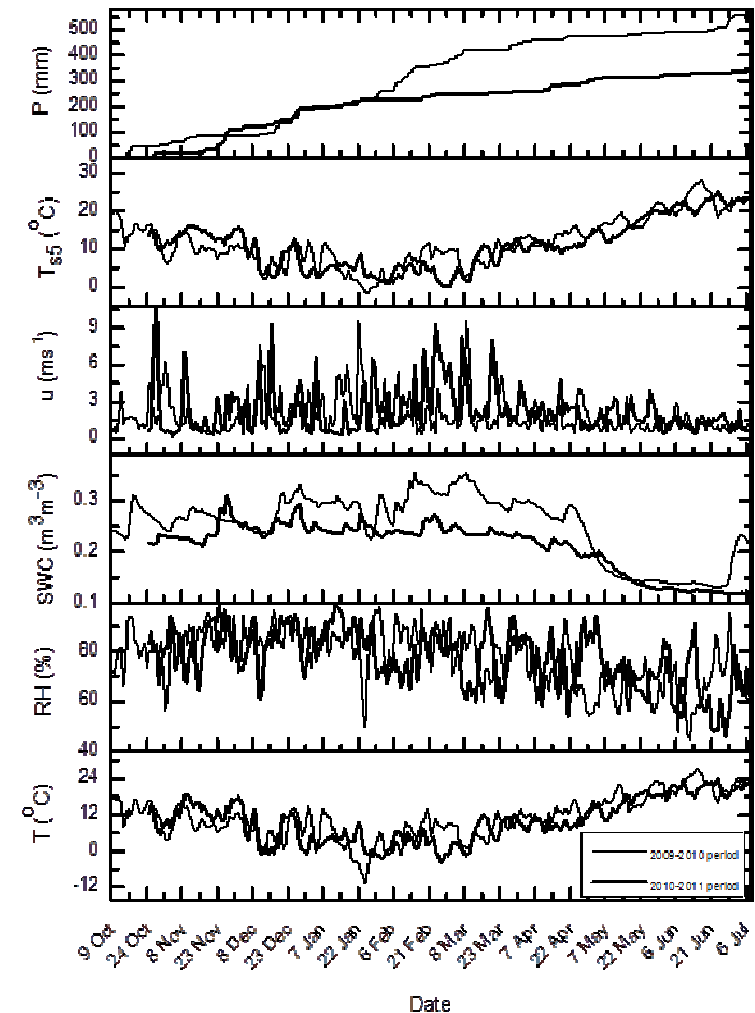 500
400
300
200
100
0
P (mm)
30
20
10
0
Ts5 (°C)
9
6
3
0
u (ms-1)
0.3
0.2
0.1
SWC (m3m-3)
80
60
40
RH (%)
24
12
0
-12
T (°C)
2009-2010 period
2010-2011 period
9 Oct 24 Oct 8 Nov 23 Nov 8 Dec 23 Dec 7 Jan 22 Jan 6 Feb 21 Feb 8 Mar 23 Mar 7 Apr 22 Apr 7 May 22 May 6 Jun 21 Jun 6 Jul
Date